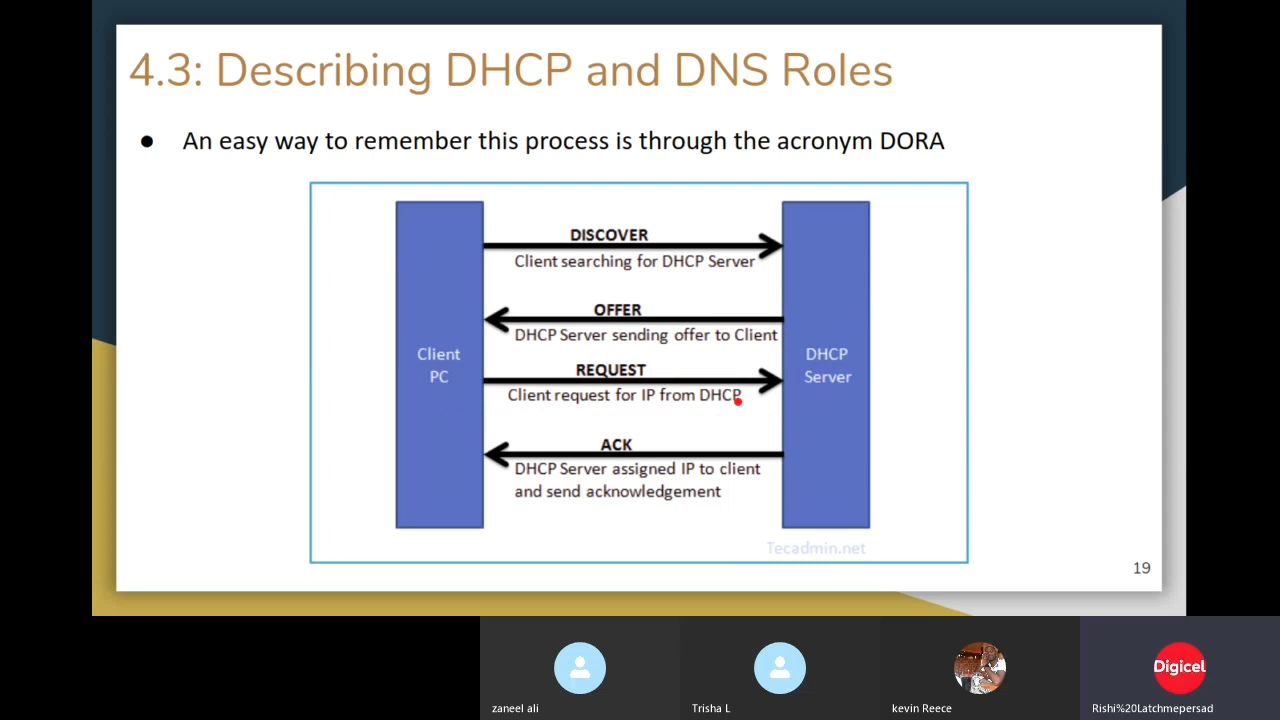 4.3: Describing DHCP and DNS Roles
● An easy way to remember this process is through the acronym DORA
DISCOVER
Client searching for DHCP Server
OFFER
DHCP Server sending offer to Client
Client
PC
DHCP
Server
REQUEST
Client request for IP from DHCP
ACK
DHCP Server assigned IP to client
and send acknowledgement
Tecadmin.net
19
Digicel
zaneel ali
Trisha L
kevin Reece
Rishi%20Latchmepersad